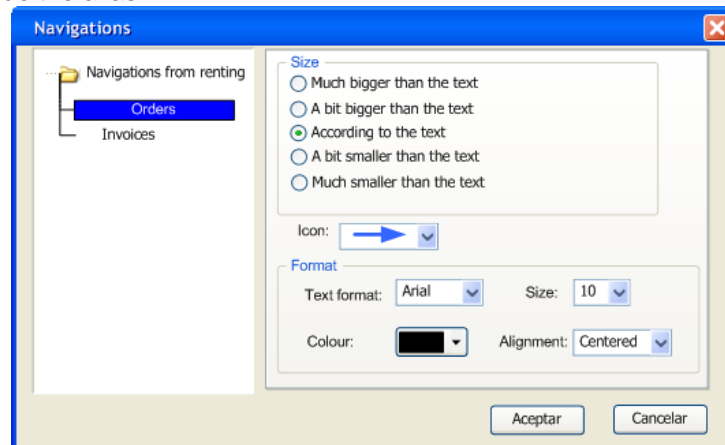 Navigations
Navigations from renting
Orders
Invoices
Size
Much bigger than the text
A bit bigger than the text
According to the text
A bit smaller than the text
Much smaller than the text
Icon:
Format
Text format: Arial Size: 10
Colour: Alignment: Centered
Aceptar Cancelar